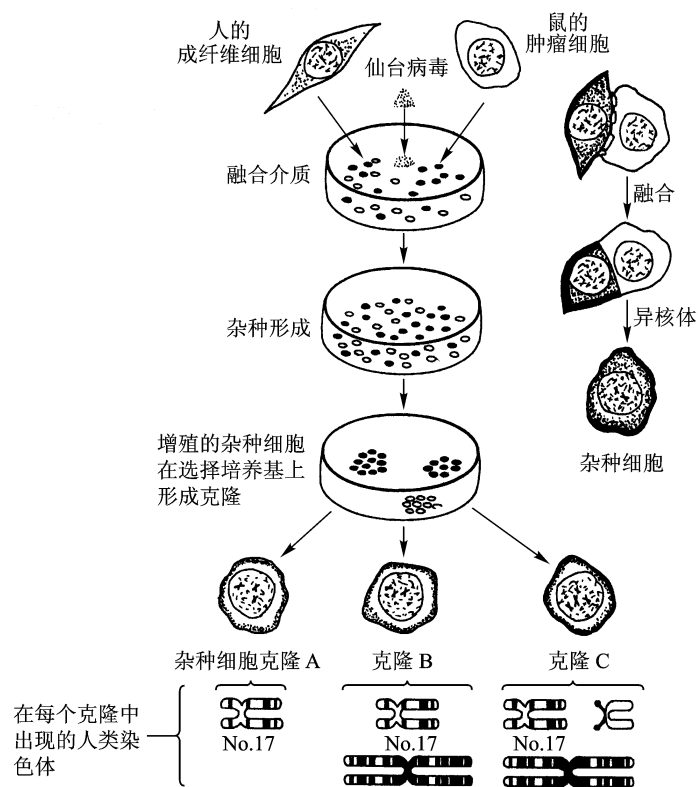 人的
成纤维细胞
仙台病毒
鼠的
肿瘤细胞
融合介质
融合
杂种形成
异核体
增殖的杂种细胞
在选择培养基上
形成克隆
杂种细胞
杂种细胞克隆 A
克隆 B
克隆 C
在每个克隆中
出现的人类染
色体
No.17
No.17
No.17